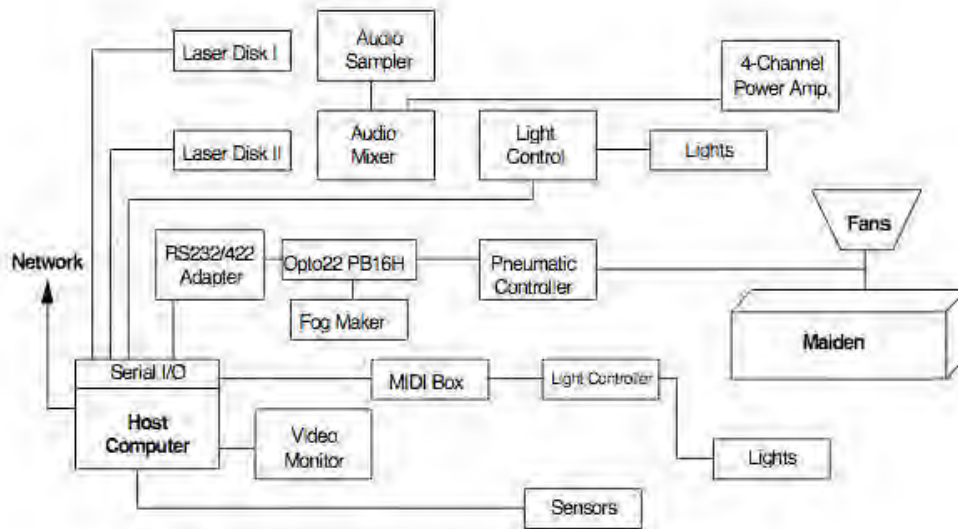 Laser Disk I
Audio
Sampler
4-Channel
Power Amp.
Laser Disk II
Audio
Mixer
Light
Control
Lights
Fans
Network
RS232/422
Adapter
Opto22 PB16H
Pneumatic
Controller
Fog Maker
Maiden
Serial I/O
MIDI Box
Light Controller
Host
Computer
Video
Monitor
Lights
Sensors